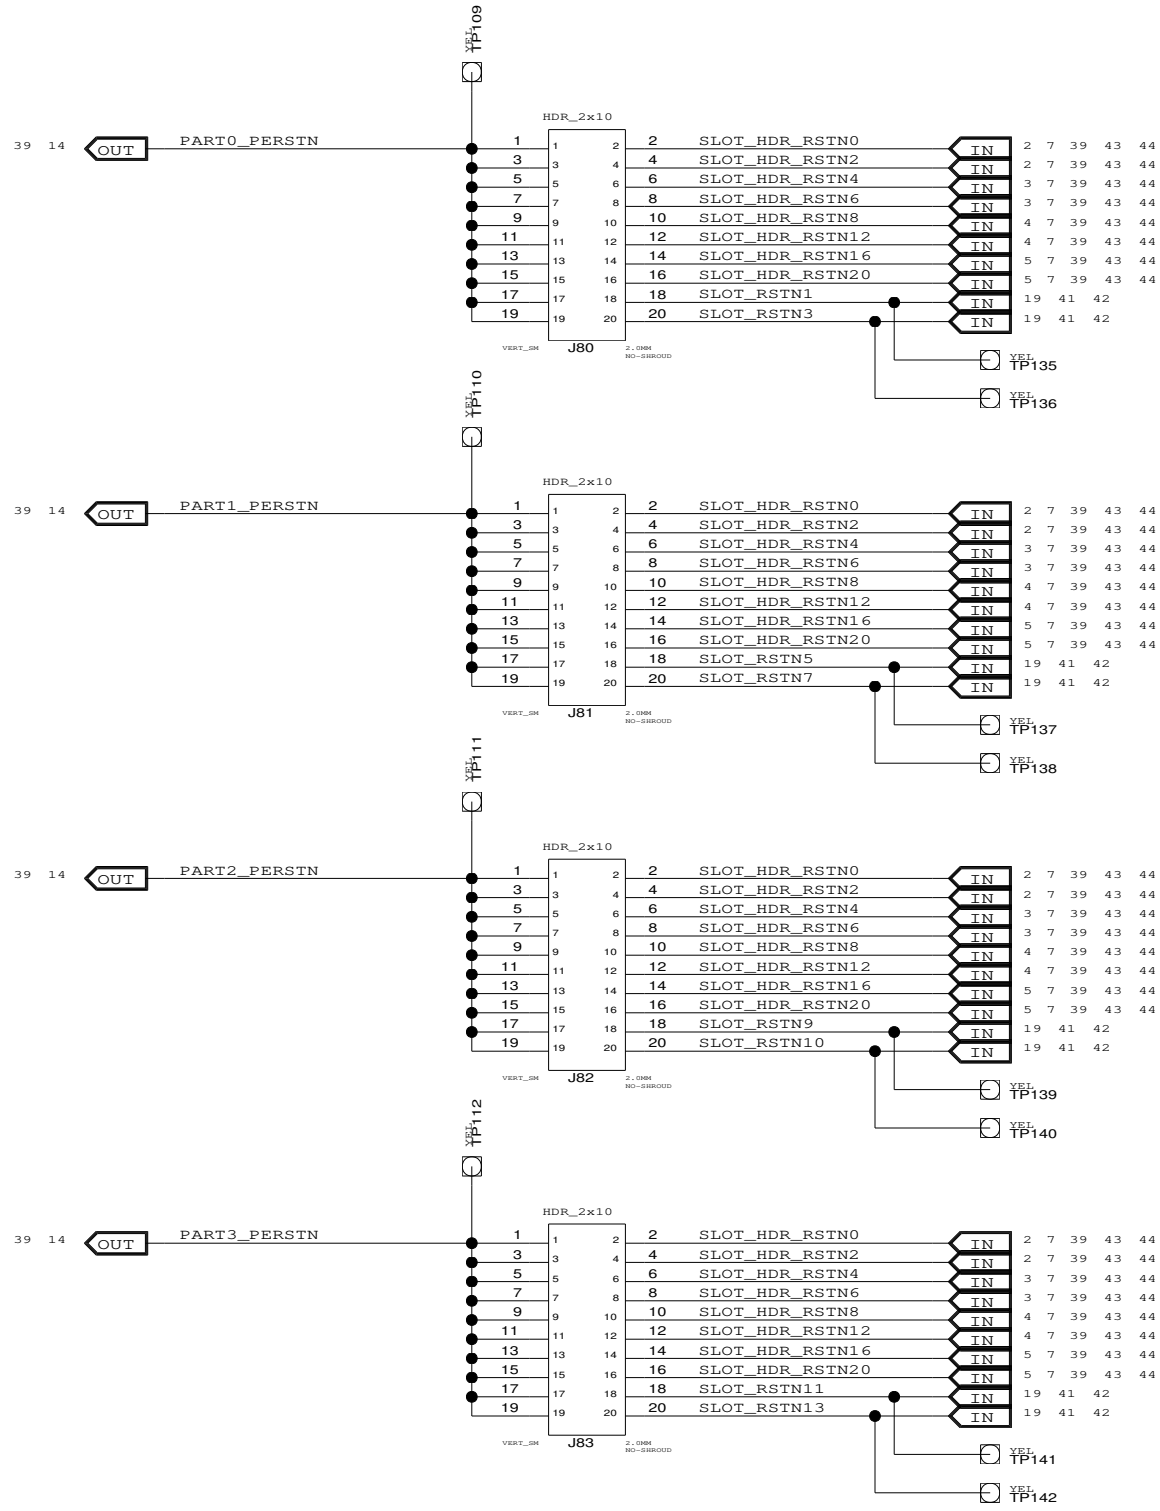 YEL
TP109
HDR_2x10
39 14 OUT PART0_PERSTN 1 1 2 2 SLOT_HDR_RSTN0 IN 2 7 39 43 44
3 3 4 4 SLOT_HDR_RSTN2 IN 2 7 39 43 44
5 5 6 6 SLOT_HDR_RSTN4 IN 3 7 39 43 44
7 7 8 8 SLOT_HDR_RSTN6 IN 3 7 39 43 44
9 9 10 10 SLOT_HDR_RSTN8 IN 4 7 39 43 44
11 11 12 12 SLOT_HDR_RSTN12 IN 4 7 39 43 44
13 13 14 14 SLOT_HDR_RSTN16 IN 5 7 39 43 44
15 15 16 16 SLOT_HDR_RSTN20 IN 5 7 39 43 44
17 17 18 18 SLOT_RSTN1 IN 19 41 42
19 19 20 20 SLOT_RSTN3 IN 19 41 42
VERT_SM J80 2.0MM
NO-SHROUD
YEL
TP135
YEL
TP136
YEL
TP110
HDR_2x10
39 14 OUT PART1_PERSTN 1 1 2 2 SLOT_HDR_RSTN0 IN 2 7 39 43 44
3 3 4 4 SLOT_HDR_RSTN2 IN 2 7 39 43 44
5 5 6 6 SLOT_HDR_RSTN4 IN 3 7 39 43 44
7 7 8 8 SLOT_HDR_RSTN6 IN 3 7 39 43 44
9 9 10 10 SLOT_HDR_RSTN8 IN 4 7 39 43 44
11 11 12 12 SLOT_HDR_RSTN12 IN 4 7 39 43 44
13 13 14 14 SLOT_HDR_RSTN16 IN 5 7 39 43 44
15 15 16 16 SLOT_HDR_RSTN20 IN 5 7 39 43 44
17 17 18 18 SLOT_RSTN5 IN 19 41 42
19 19 20 20 SLOT_RSTN7 IN 19 41 42
VERT_SM J81 2.0MM
NO-SHROUD
YEL
TP137
YEL
TP138
YEL
TP111
HDR_2x10
39 14 OUT PART2_PERSTN 1 1 2 2 SLOT_HDR_RSTN0 IN 2 7 39 43 44
3 3 4 4 SLOT_HDR_RSTN2 IN 2 7 39 43 44
5 5 6 6 SLOT_HDR_RSTN4 IN 3 7 39 43 44
7 7 8 8 SLOT_HDR_RSTN6 IN 3 7 39 43 44
9 9 10 10 SLOT_HDR_RSTN8 IN 4 7 39 43 44
11 11 12 12 SLOT_HDR_RSTN12 IN 4 7 39 43 44
13 13 14 14 SLOT_HDR_RSTN16 IN 5 7 39 43 44
15 15 16 16 SLOT_HDR_RSTN20 IN 5 7 39 43 44
17 17 18 18 SLOT_RSTN9 IN 19 41 42
19 19 20 20 SLOT_RSTN10 IN 19 41 42
VERT_SM J82 2.0MM
NO-SHROUD
YEL
TP139
YEL
TP140
YEL
TP112
HDR_2x10
39 14 OUT PART3_PERSTN 1 1 2 2 SLOT_HDR_RSTN0 IN 2 7 39 43 44
3 3 4 4 SLOT_HDR_RSTN2 IN 2 7 39 43 44
5 5 6 6 SLOT_HDR_RSTN4 IN 3 7 39 43 44
7 7 8 8 SLOT_HDR_RSTN6 IN 3 7 39 43 44
9 9 10 10 SLOT_HDR_RSTN8 IN 4 7 39 43 44
11 11 12 12 SLOT_HDR_RSTN12 IN 4 7 39 43 44
13 13 14 14 SLOT_HDR_RSTN16 IN 5 7 39 43 44
15 15 16 16 SLOT_HDR_RSTN20 IN 5 7 39 43 44
17 17 18 18 SLOT_RSTN11 IN 19 41 42
19 19 20 20 SLOT_RSTN13 IN 19 41 42
VERT_SM J83 2.0MM
NO-SHROUD
YEL
TP141
YEL
TP142